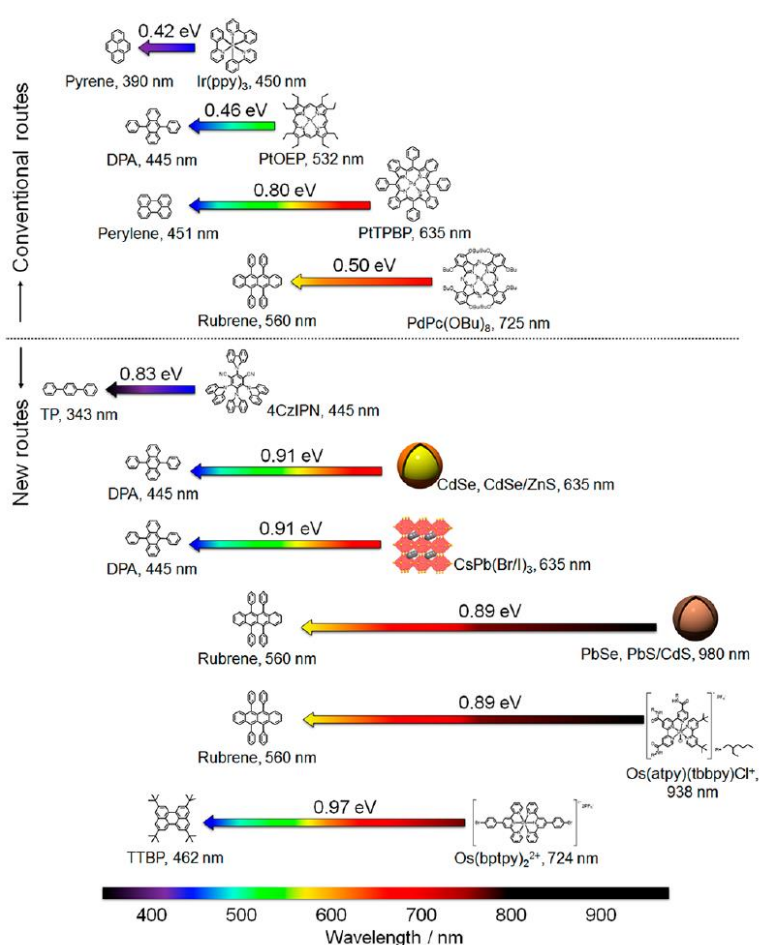 Conventional routes
0.42 eV
Pyrene, 390 nm
Ir(ppy)₃, 450 nm
0.46 eV
DPA, 445 nm
PtOEP, 532 nm
0.80 eV
Perylene, 451 nm
PtTPBP, 635 nm
0.50 eV
Rubrene, 560 nm
PdPc(OBu)₈, 725 nm
New routes
0.83 eV
TP, 343 nm
4CzIPN, 445 nm
0.91 eV
DPA, 445 nm
CdSe, CdSe/ZnS, 635 nm
0.91 eV
DPA, 445 nm
CsPb(Br/I)₃, 635 nm
0.89 eV
Rubrene, 560 nm
PbSe, PbS/CdS, 980 nm
0.89 eV
Rubrene, 560 nm
Os(atpy)(tbbpy)Cl⁺,
938 nm
0.97 eV
TTBP, 462 nm
Os(bptpy)₂²⁺, 724 nm
400 500 600 700 800 900
Wavelength / nm